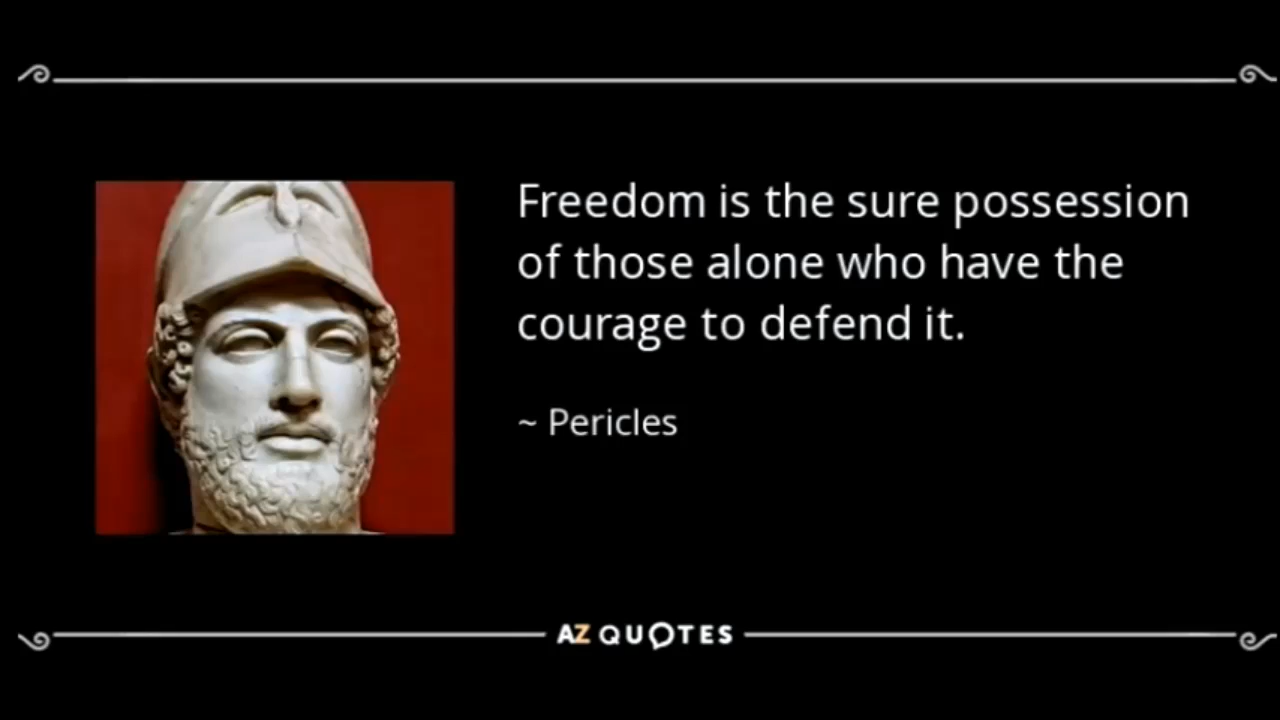 Freedom is the sure possession
of those alone who have the
courage to defend it.
~ Pericles
AZ QUOTES